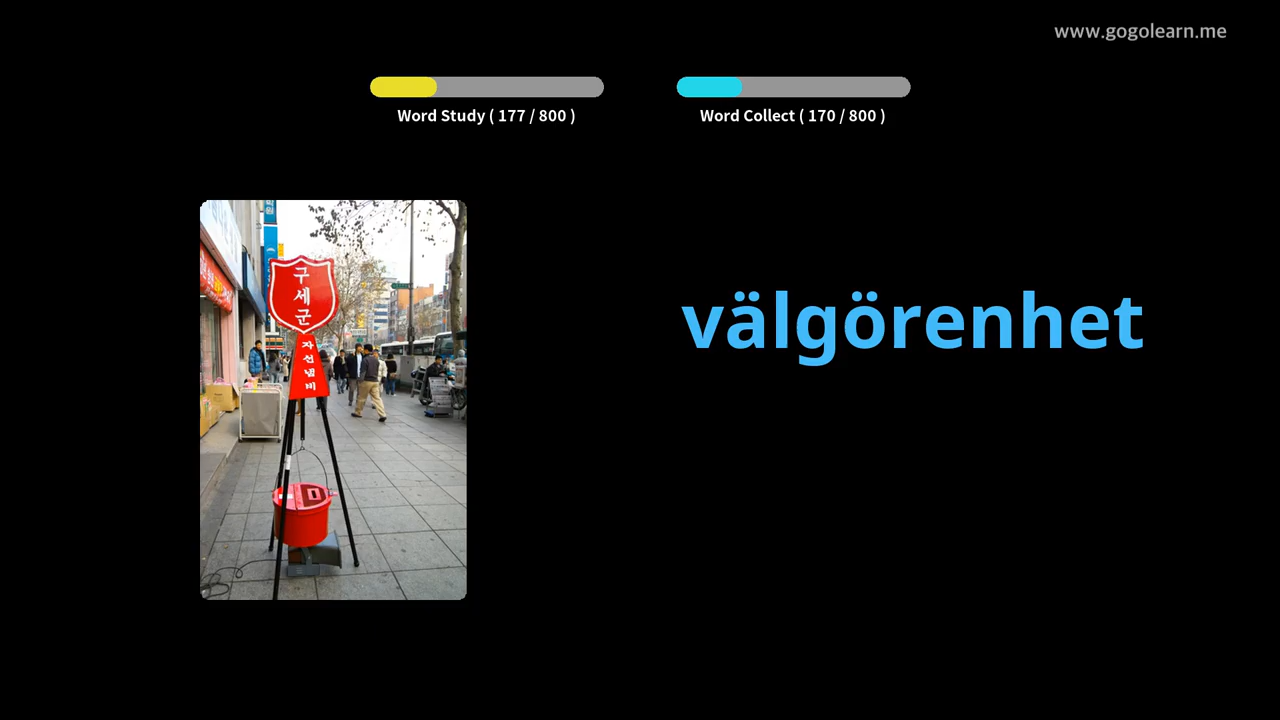 www.gogolearn.me
Word Study ( 177 / 800 )
Word Collect ( 170 / 800 )
구
세
군
자
선
냄
비
välgörenhet